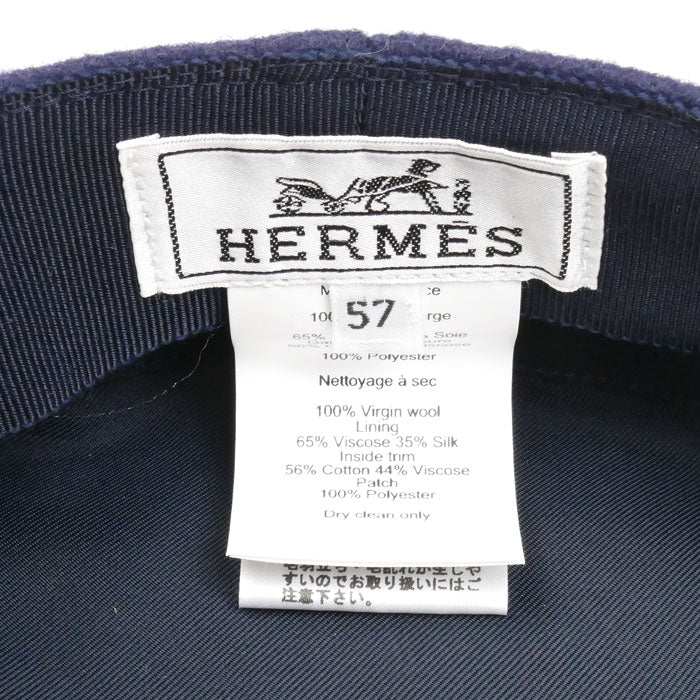 HERMÈS
57
65% Soie
100% Polyester
Nettoyage à sec
100% Virgin wool
Lining
65% Viscose 35% Silk
Inside trim
56% Cotton 44% Viscose
Patch
100% Polyester
Dry clean only
すいのでお取り扱いにはご
注意下さい。